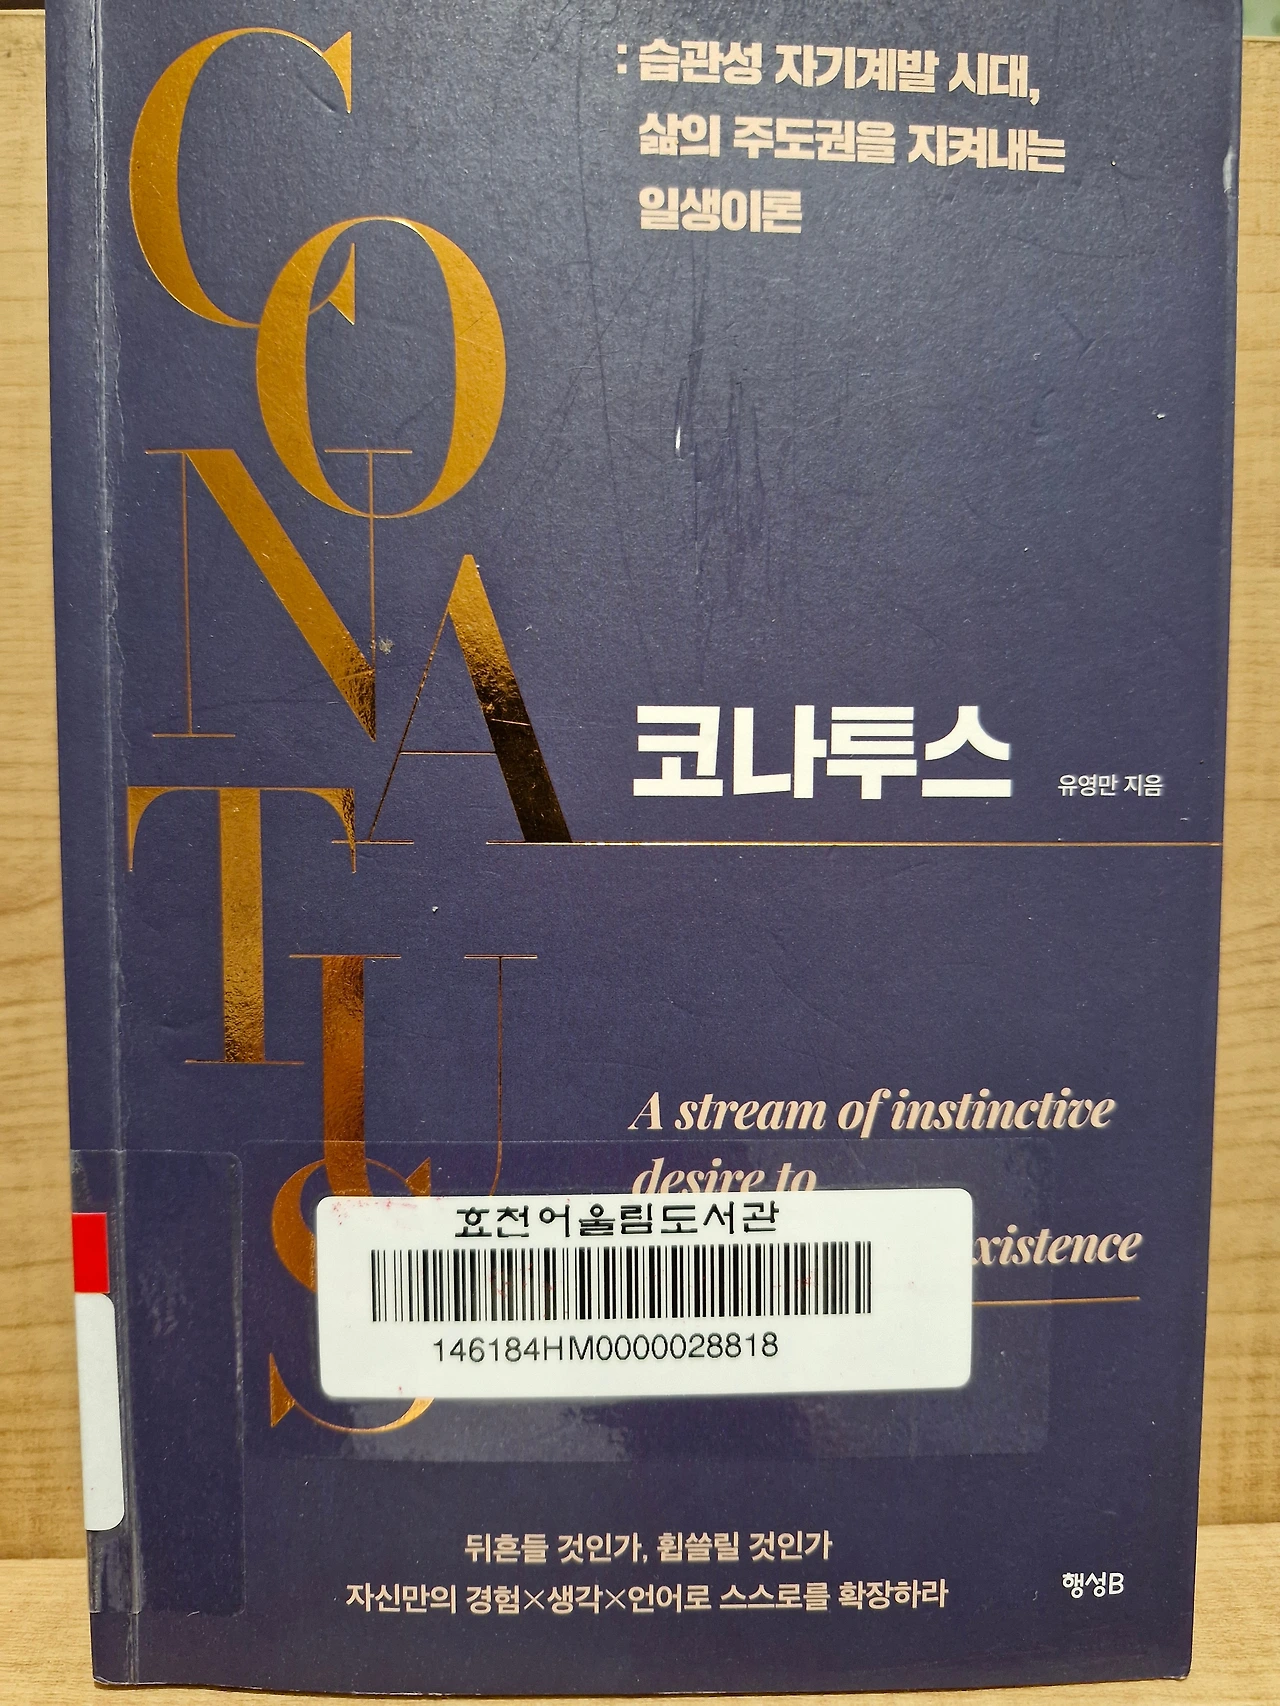 CONATUS
: 습관성 자기계발 시대,
삶의 주도권을 지켜내는
일생이론
코나투스 유영만 지음
A stream of instinctive
desire to
효천어울림도서관
146184HM0000028818
뒤흔들 것인가, 휩쓸릴 것인가
자신만의 경험×생각×언어로 스스로를 확장하라
행성B